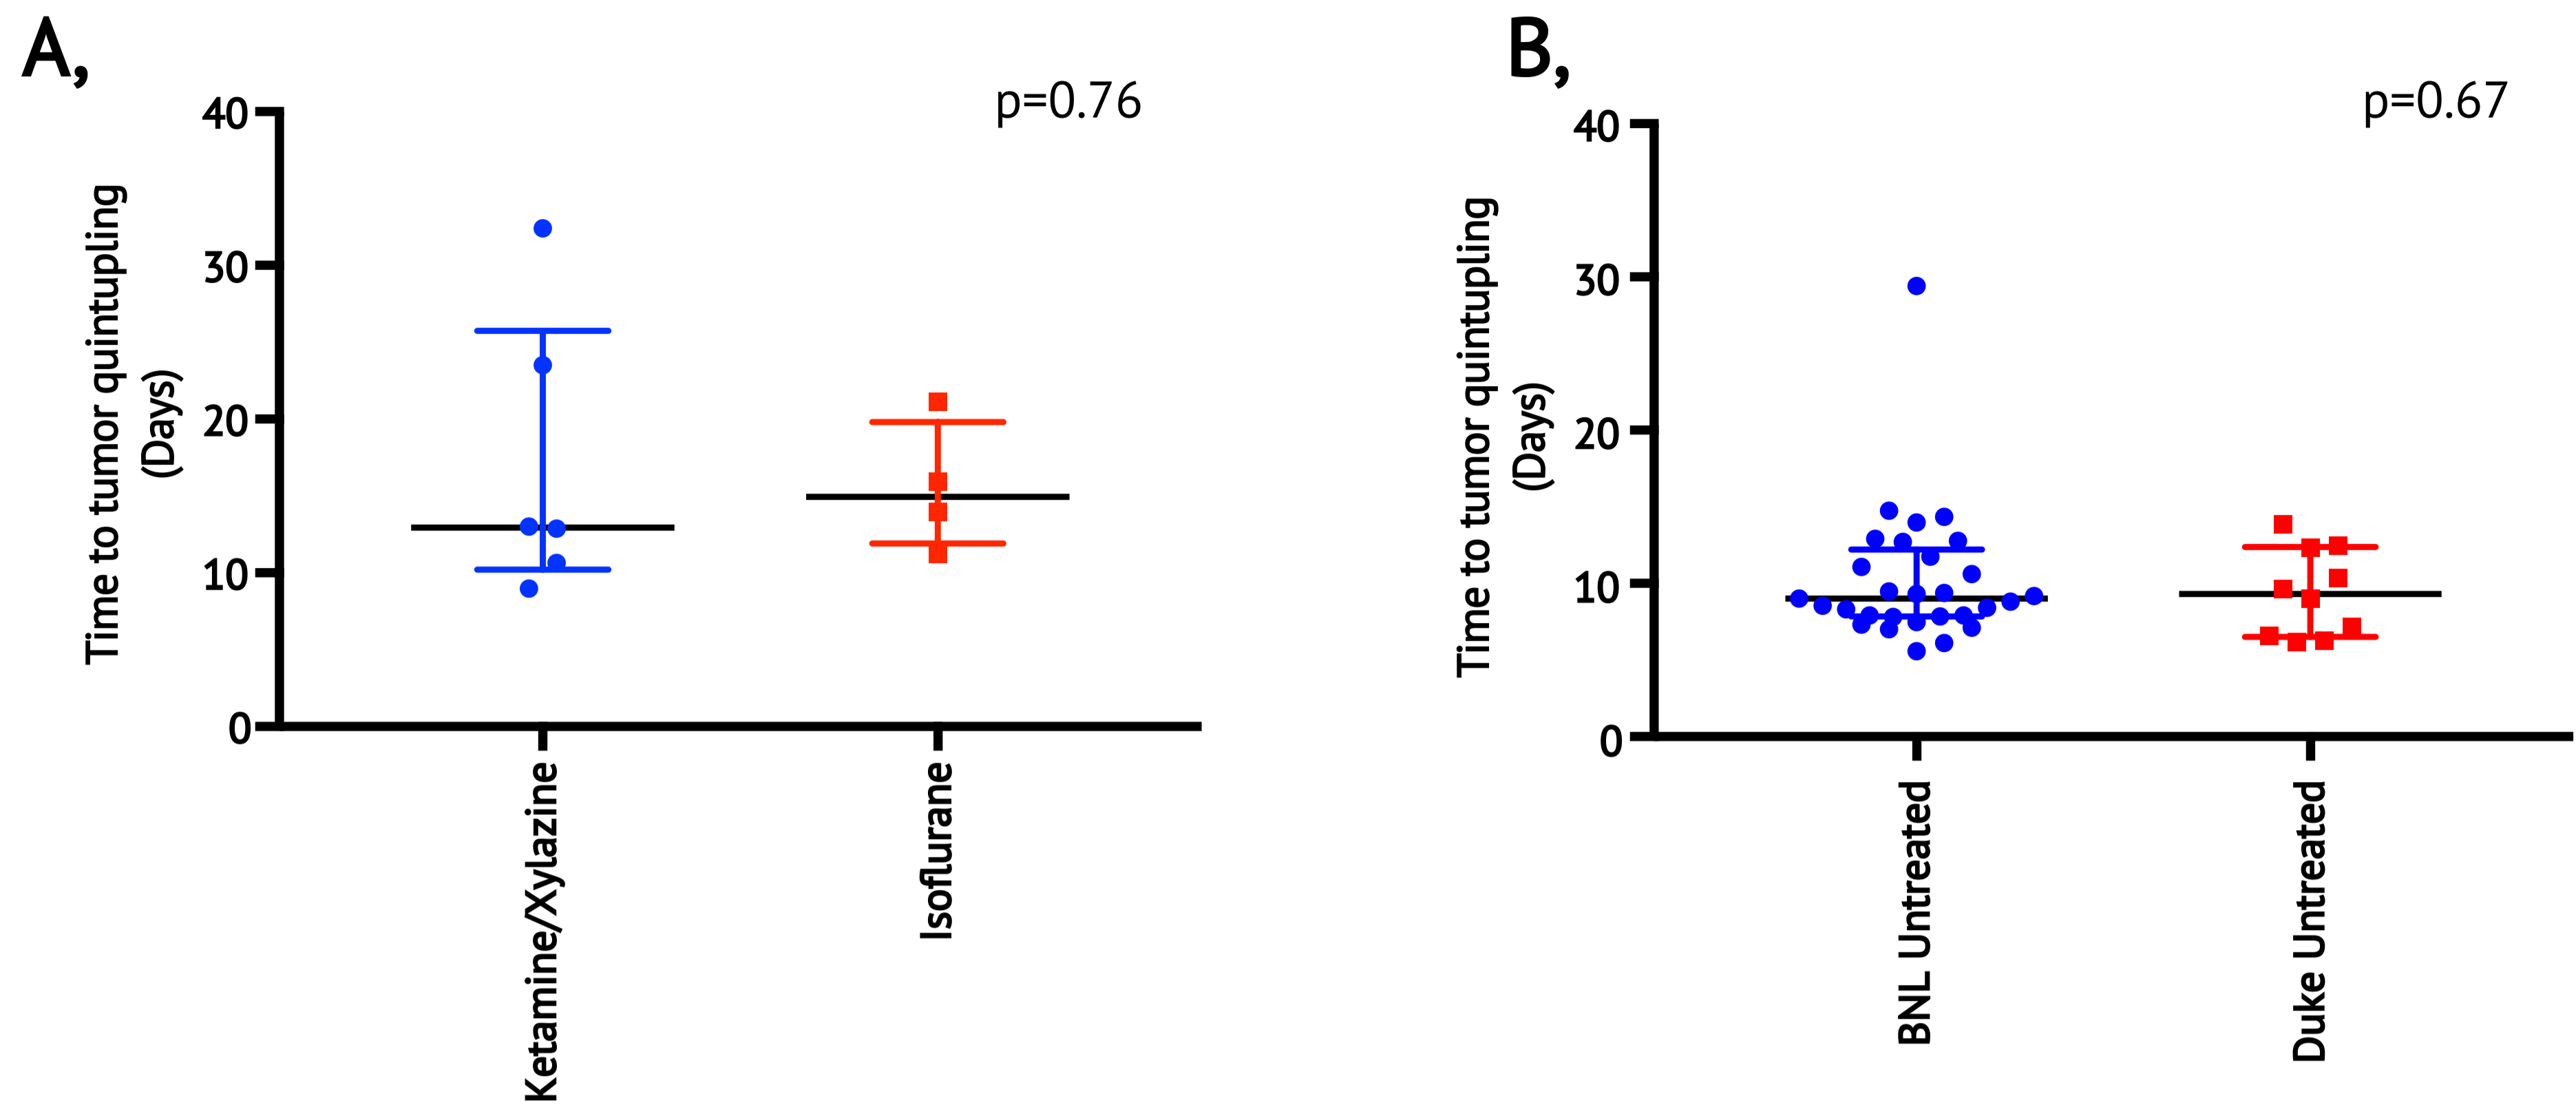 A,
p=0.76
Time to tumor quintupling
(Days)
40
30
20
10
0
Ketamine/Xylazine
Isoflurane
B,
p=0.67
Time to tumor quintupling
(Days)
40
30
20
10
0
BNL Untreated
Duke Untreated